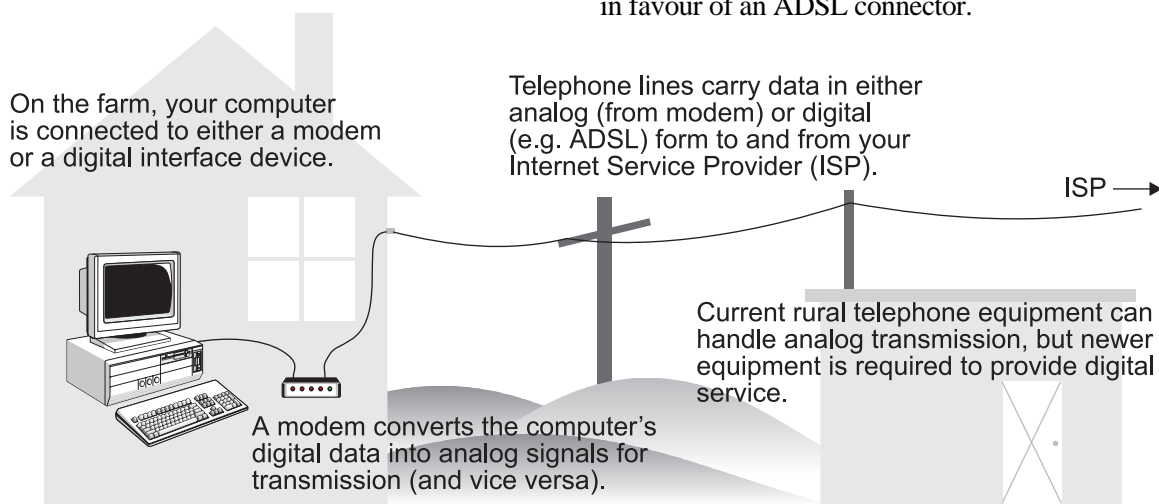 in favour of an ADSL connector.
On the farm, your computer
is connected to either a modem
or a digital interface device.
Telephone lines carry data in either
analog (from modem) or digital
(e.g. ADSL) form to and from your
Internet Service Provider (ISP).
ISP
Current rural telephone equipment can
handle analog transmission, but newer
equipment is required to provide digital
service.
A modem converts the computer's
digital data into analog signals for
transmission (and vice versa).